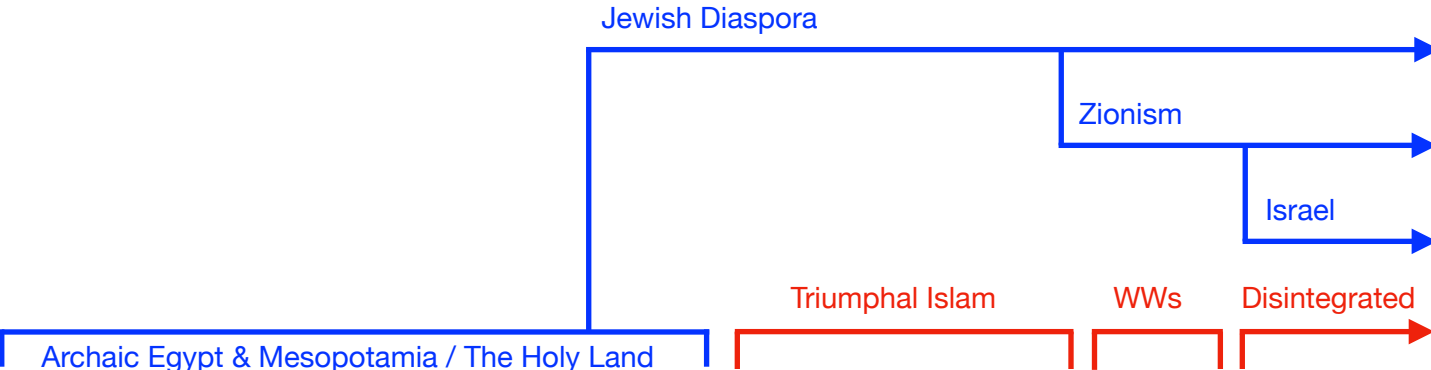 Jewish Diaspora
Zionism
Israel
Triumphal Islam WWs Disintegrated
Archaic Egypt & Mesopotamia / The Holy Land